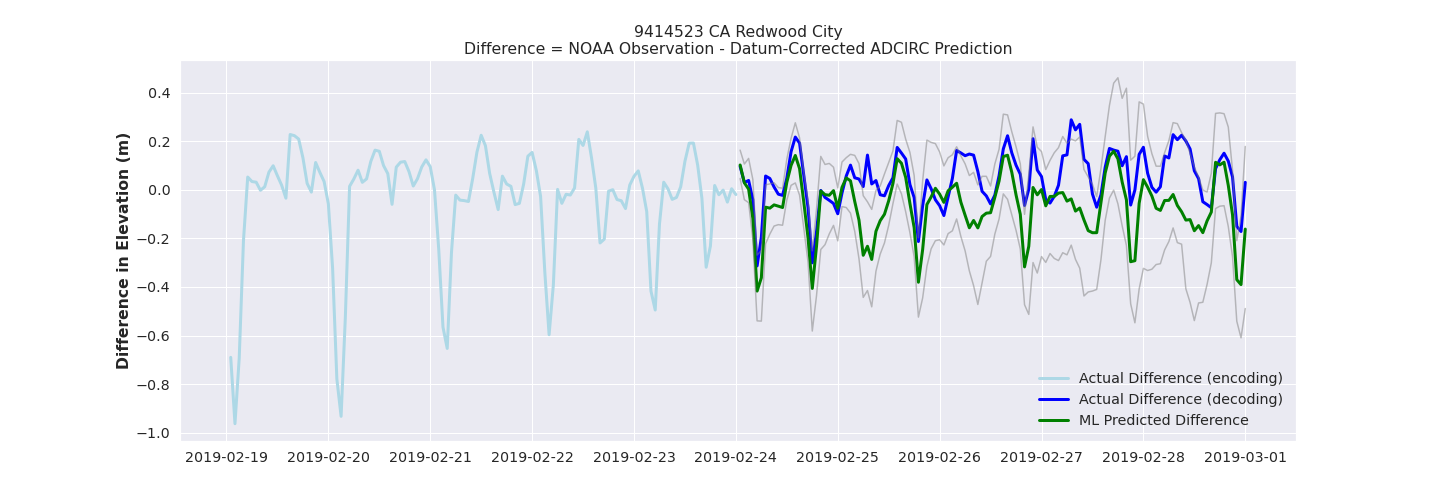 9414523 CA Redwood City
Difference = NOAA Observation - Datum-Corrected ADCIRC Prediction
Difference in Elevation (m)
0.4
0.2
0.0
−0.2
−0.4
−0.6
−0.8
−1.0
Actual Difference (encoding)
Actual Difference (decoding)
ML Predicted Difference
2019-02-19 2019-02-20 2019-02-21 2019-02-22 2019-02-23 2019-02-24 2019-02-25 2019-02-26 2019-02-27 2019-02-28 2019-03-01